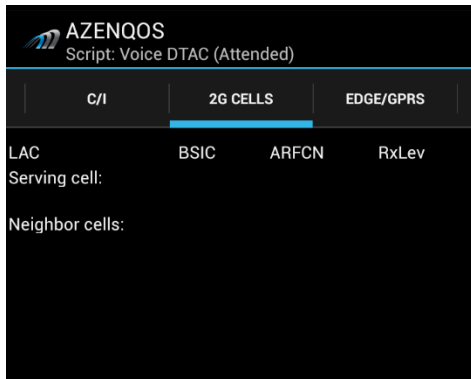 AZENQOS
Script: Voice DTAC (Attended)
C/I 2G CELLS EDGE/GPRS
LAC BSIC ARFCN RxLev
Serving cell:
Neighbor cells: